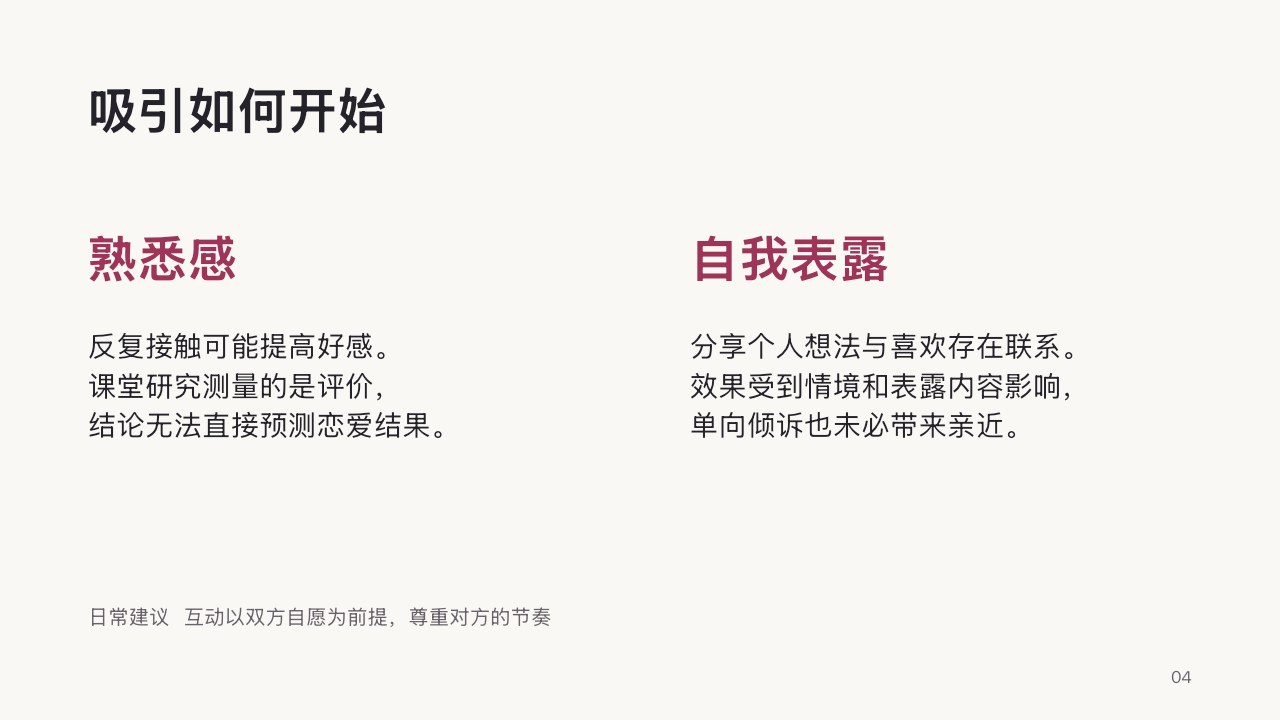 吸引如何开始
熟悉感
反复接触可能提高好感。
课堂研究测量的是评价，
结论无法直接预测恋爱结果。
自我表露
分享个人想法与喜欢存在联系。
效果受到情境和表露内容影响，
单向倾诉也未必带来亲近。
日常建议 互动以双方自愿为前提，尊重对方的节奏
04